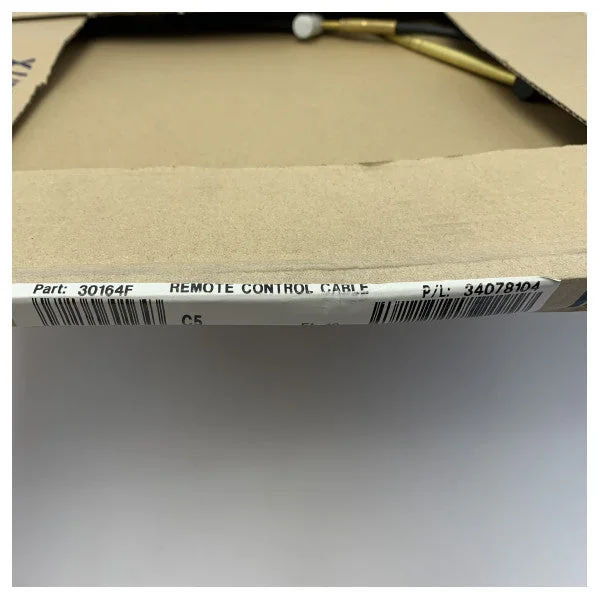 Part: 30164F REMOTE CONTROL CABLE P/L: 34078104
C5